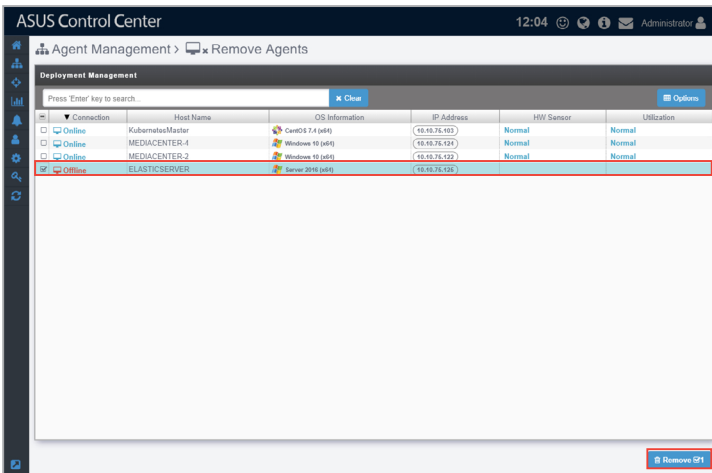 ASUS Control Center
12:04 Administrator
Agent Management > Remove Agents
Deployment Management
Press 'Enter' key to search... Clear Options
Connection Host Name OS Information IP Address HW Sensor Utilization
Online KubernetesMaster CentOS 7.4 (x64) 10.10.75.103 Normal Normal
Online MEDIACENTER-4 Windows 10 (x64) 10.10.75.121 Normal Normal
Online MEDIACENTER-2 Windows 10 (x64) 10.10.75.122 Normal Normal
Offline ELASTICSERVER Server 2016 (x64) 10.10.75.125
Remove 1